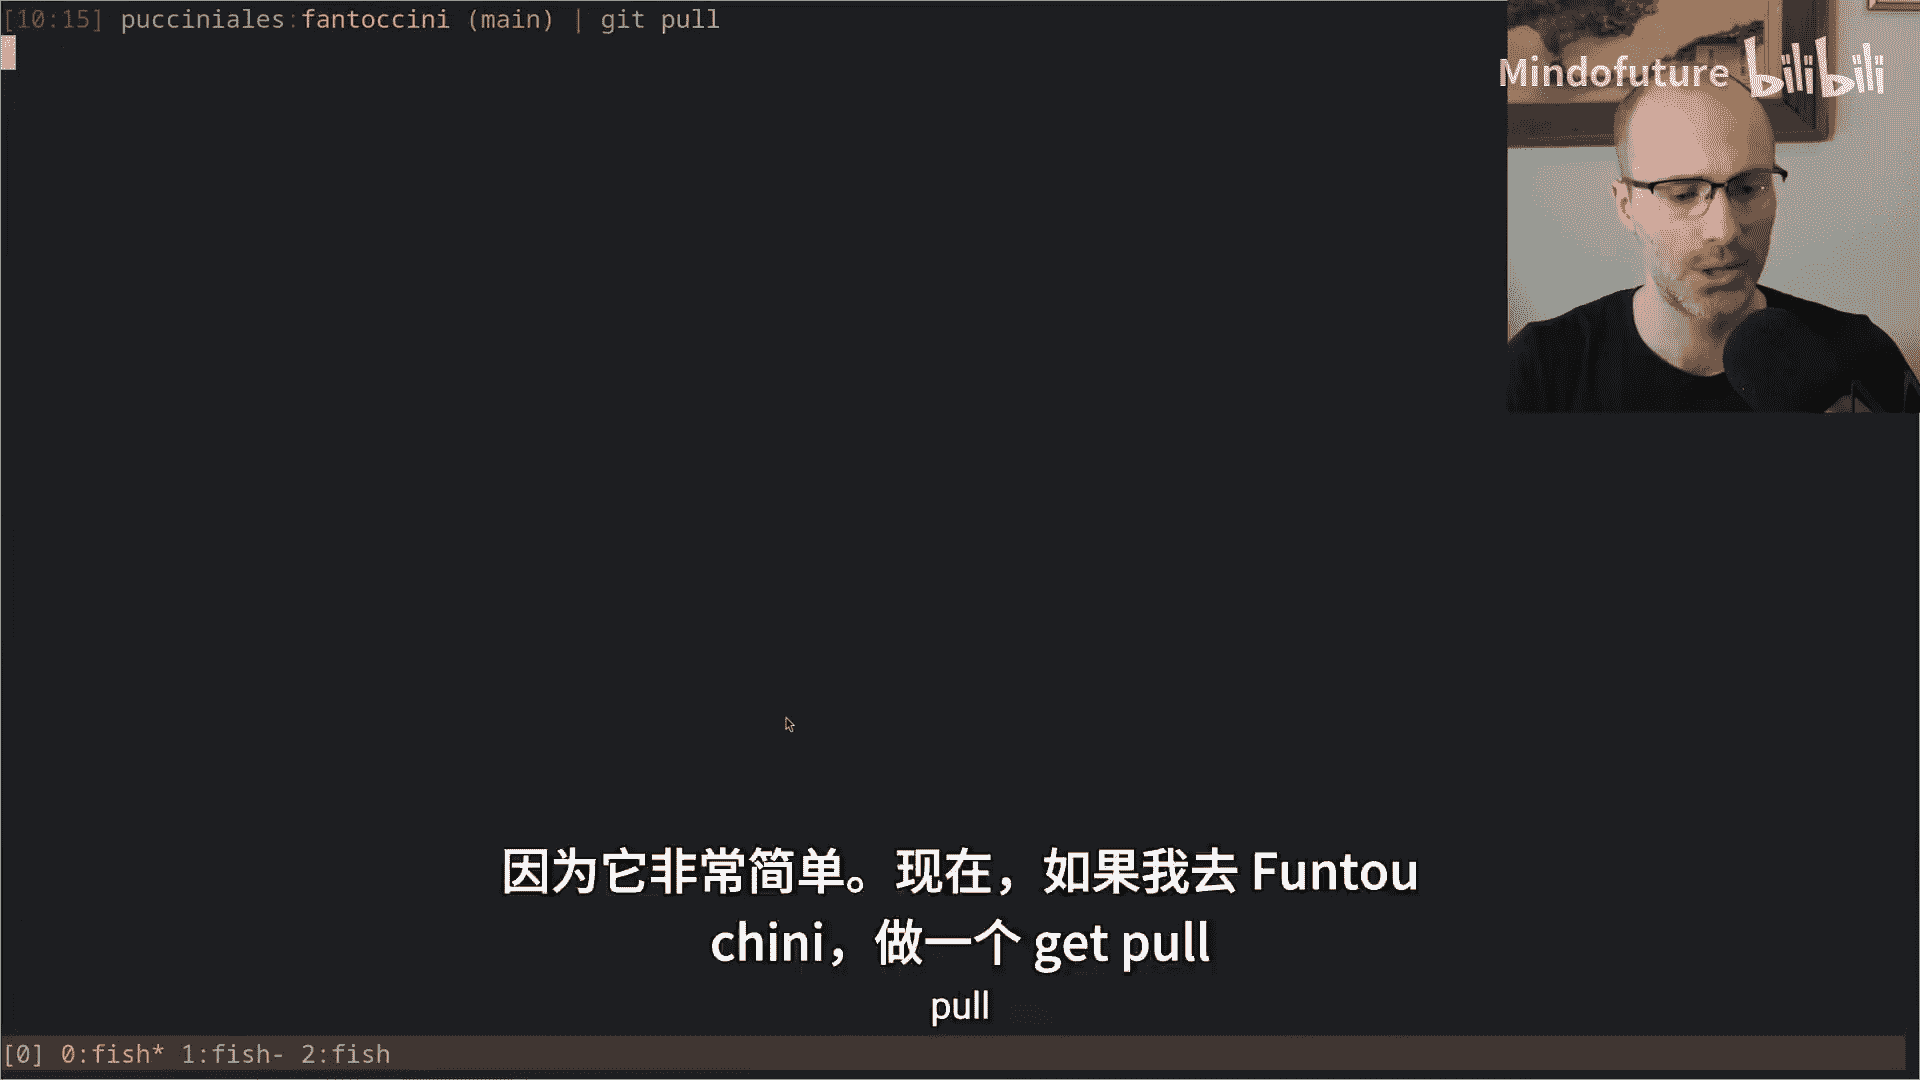 [10:15] pucciniales:fantoccini (main) | git pull
Mindofuture bilibili
因为它非常简单。现在，如果我去 Funtou
chini，做一个 get pull
pull
[0] 0:fish* 1:fish- 2:fish